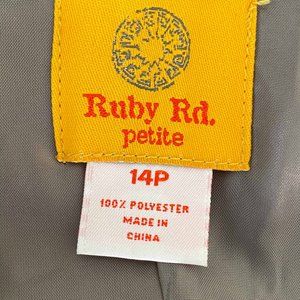 Ruby Rd.
petite
14P
100% POLYESTER
MADE IN
CHINA